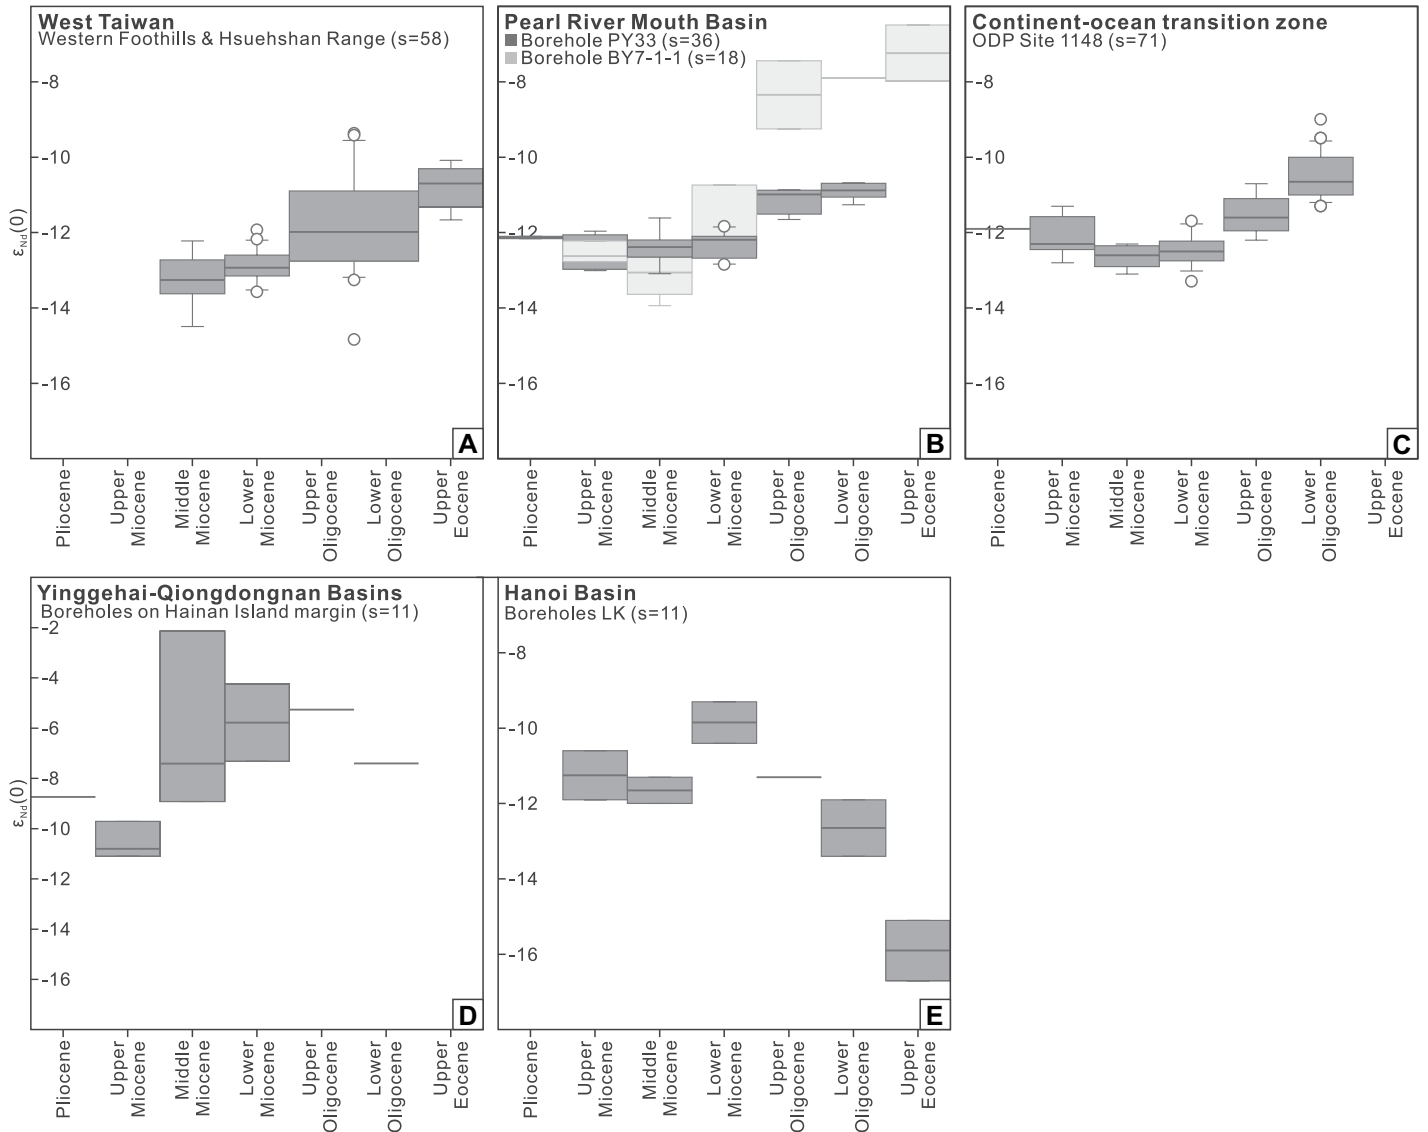 West Taiwan
Western Foothills & Hsuehshan Range (s=58)
-8
-10
-12
-14
-16
εNd(0)
A
Pliocene
Upper
Miocene
Middle
Miocene
Lower
Miocene
Upper
Oligocene
Lower
Oligocene
Upper
Eocene
Pearl River Mouth Basin
Borehole PY33 (s=36)
Borehole BY7-1-1 (s=18)
-8
-10
-12
-14
-16
B
Pliocene
Upper
Miocene
Middle
Miocene
Lower
Miocene
Upper
Oligocene
Lower
Oligocene
Upper
Eocene
Continent-ocean transition zone
ODP Site 1148 (s=71)
-8
-10
-12
-14
-16
C
Pliocene
Upper
Miocene
Middle
Miocene
Lower
Miocene
Upper
Oligocene
Lower
Oligocene
Upper
Eocene
Yinggehai-Qiongdongnan Basins
Boreholes on Hainan Island margin (s=11)
-2
-4
-6
-8
-10
-12
-14
-16
εNd(0)
D
Pliocene
Upper
Miocene
Middle
Miocene
Lower
Miocene
Upper
Oligocene
Lower
Oligocene
Upper
Eocene
Hanoi Basin
Boreholes LK (s=11)
-8
-10
-12
-14
-16
E
Pliocene
Upper
Miocene
Middle
Miocene
Lower
Miocene
Upper
Oligocene
Lower
Oligocene
Upper
Eocene